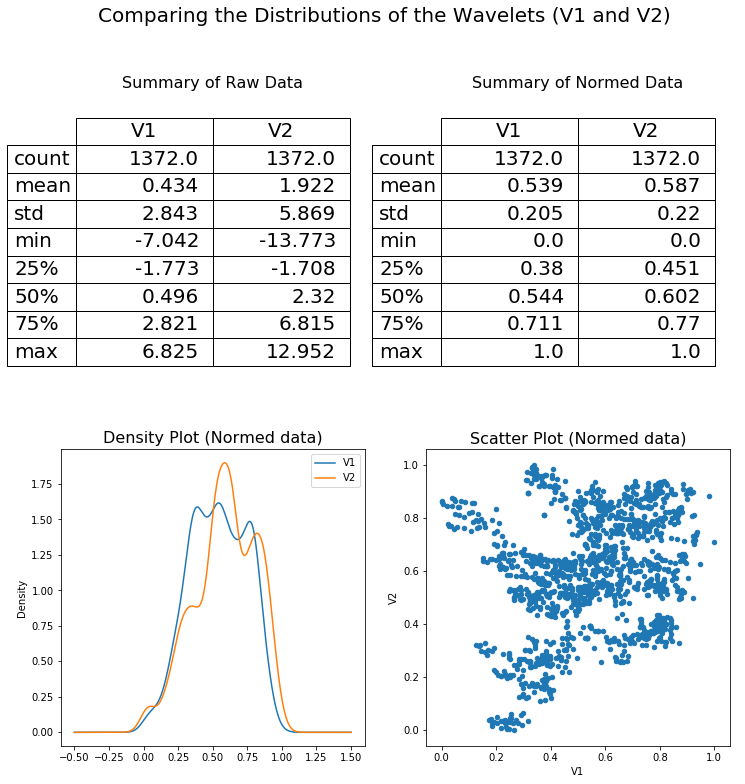 Comparing the Distributions of the Wavelets (V1 and V2)
Summary of Raw Data
V1 V2
count 1372.0 1372.0
mean 0.434 1.922
std 2.843 5.869
min -7.042 -13.773
25% -1.773 -1.708
50% 0.496 2.32
75% 2.821 6.815
max 6.825 12.952
Summary of Normed Data
V1 V2
count 1372.0 1372.0
mean 0.539 0.587
std 0.205 0.22
min 0.0 0.0
25% 0.38 0.451
50% 0.544 0.602
75% 0.711 0.77
max 1.0 1.0
Density Plot (Normed data)
V1
V2
Density
1.75
1.50
1.25
1.00
0.75
0.50
0.25
0.00
−0.50 −0.25 0.00 0.25 0.50 0.75 1.00 1.25 1.50
Scatter Plot (Normed data)
V2
1.0
0.8
0.6
0.4
0.2
0.0
0.0 0.2 0.4 0.6 0.8 1.0
V1